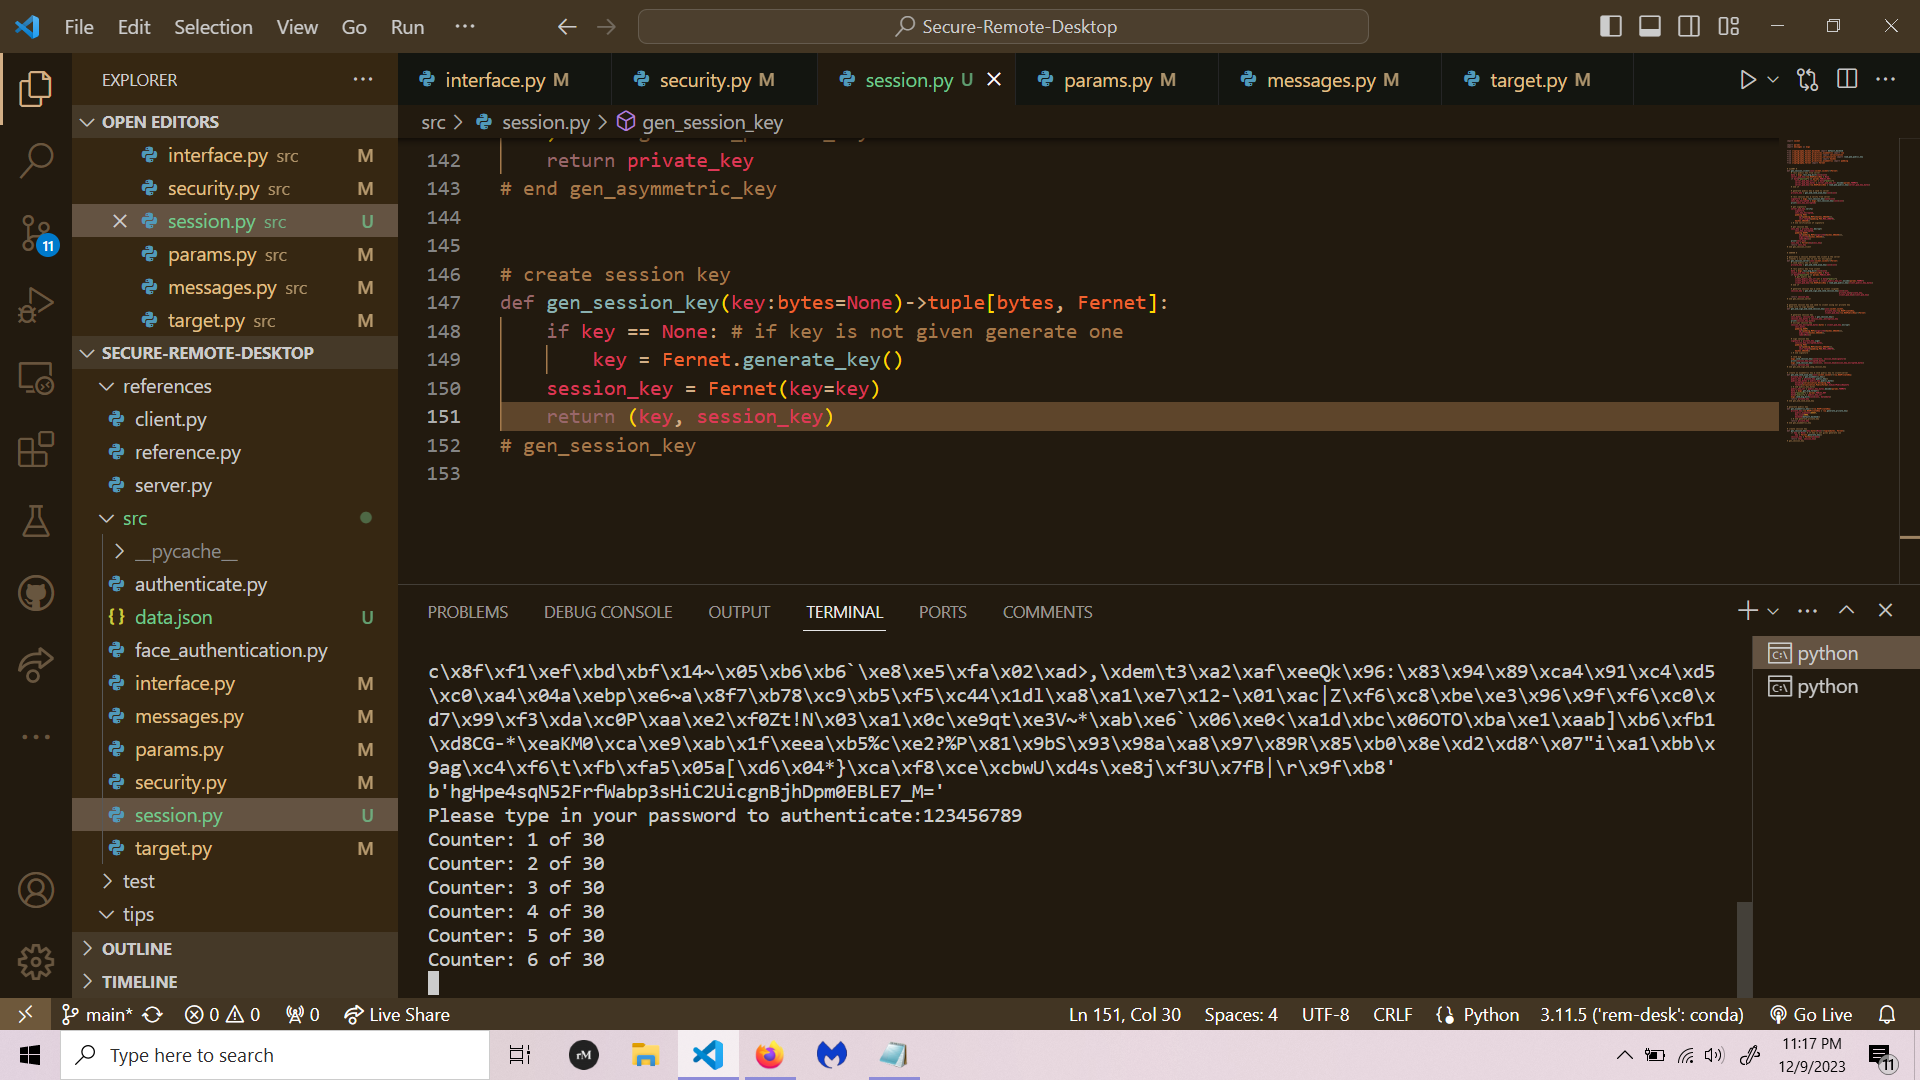 File Edit Selection View Go Run ···
Secure-Remote-Desktop
EXPLORER
OPEN EDITORS
interface.py src M
security.py src M
session.py src U
params.py src M
messages.py src M
target.py src M
SECURE-REMOTE-DESKTOP
references
client.py
reference.py
server.py
src
__pycache__
authenticate.py
data.json U
face_authentication.py
interface.py M
messages.py M
params.py M
security.py M
session.py U
target.py M
test
tips
OUTLINE
TIMELINE
11
interface.py M security.py M session.py U params.py M messages.py M target.py M
src > session.py > gen_session_key
142 return private_key
143 # end gen_asymmetric_key
144
145
146 # create session key
147 def gen_session_key(key:bytes=None)->tuple[bytes, Fernet]:
148 if key == None: # if key is not given generate one
149 key = Fernet.generate_key()
150 session_key = Fernet(key=key)
151 return (key, session_key)
152 # gen_session_key
153
PROBLEMS DEBUG CONSOLE OUTPUT TERMINAL PORTS COMMENTS
c\x8f\xf1\xef\xbd\xbf\x14~\x05\xb6\xb6`\xe8\xe5\xfa\x02\xad>,\xdem\t3\xa2\xaf\xeeQk\x96:\x83\x94\x89\xca4\x91\xc4\xd5
\xc0\xa4\x04a\xebp\xe6~a\x8f7\xb78\xc9\xb5\xf5\xc44\x1dl\xa8\xa1\xe7\x12-\x01\xac|Z\xf6\xc8\xbe\xe3\x96\x9f\xf6\xc0\x
d7\x99\xf3\xda\xc0P\xaa\xe2\xf0Zt!N\x03\xa1\x0c\xe9qt\xe3V~*\xab\xe6`\x06\xe0<\xa1d\xbc\x06OTO\xba\xe1\xaab]\xb6\xfb1
\xd8CG-*\xeaKM0\xca\xe9\xab\x1f\xeea\xb5%c\xe2?%P\x81\x9bS\x93\x98a\xa8\x97\x89R\x85\xb0\x8e\xd2\xd8^\x07"i\xa1\xbb\x
9ag\xc4\xf6\t\xfb\xfa5\x05a[\xd6\x04*}\xca\xf8\xce\xcbwU\xd4s\xe8j\xf3U\x7fB|\r\x9f\xb8'
b'hgHpe4sqN52FrfWabp3sHiC2UicgnBjhDpm0EBLE7_M='
Please type in your password to authenticate:123456789
Counter: 1 of 30
Counter: 2 of 30
Counter: 3 of 30
Counter: 4 of 30
Counter: 5 of 30
Counter: 6 of 30
python
python
main* 0 0 0 Live Share Ln 151, Col 30 Spaces: 4 UTF-8 CRLF Python 3.11.5 ('rem-desk': conda) Go Live
Type here to search
rM
11:17 PM
12/9/2023
11